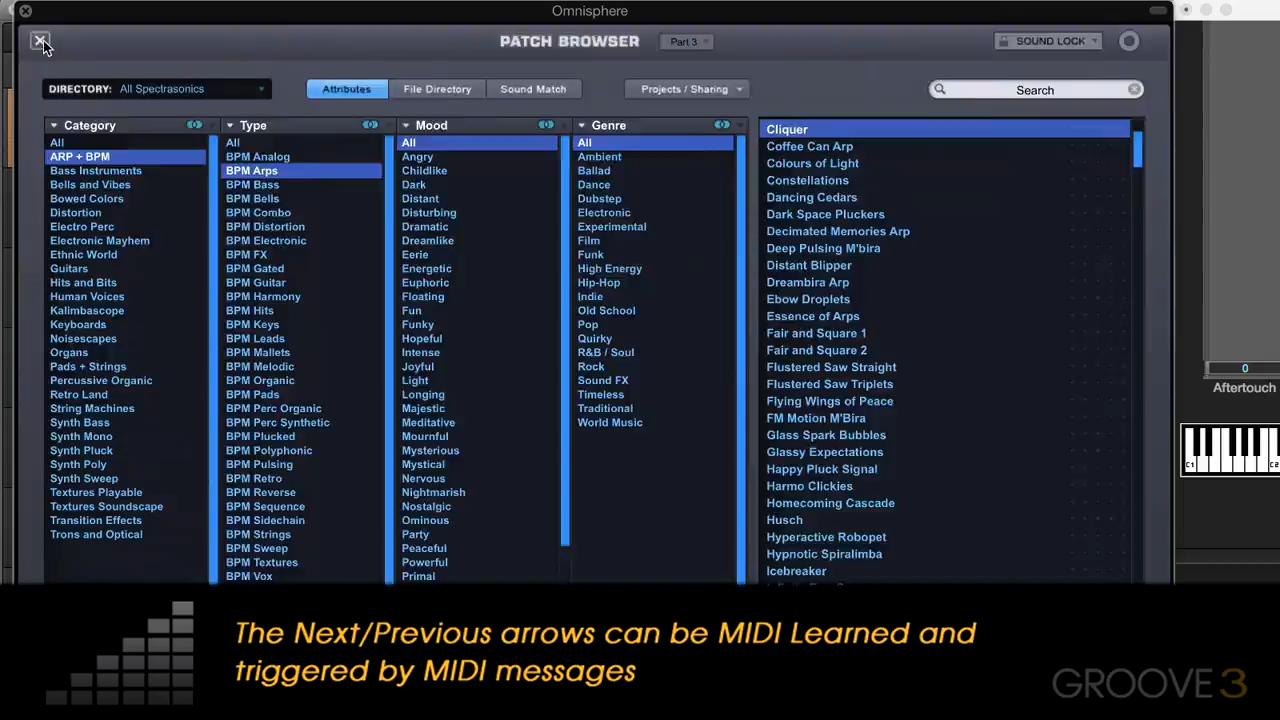 Omnisphere
PATCH BROWSER
Part 3
SOUND LOCK
DIRECTORY: All Spectrasonics
Attributes
File Directory
Sound Match
Projects / Sharing
Search
Category
All
ARP + BPM
Bass Instruments
Bells and Vibes
Bowed Colors
Distortion
Electro Perc
Electronic Mayhem
Ethnic World
Guitars
Hits and Bits
Human Voices
Kalimbascope
Keyboards
Noisescapes
Organs
Pads + Strings
Percussive Organic
Retro Land
String Machines
Synth Bass
Synth Mono
Synth Pluck
Synth Poly
Synth Sweep
Textures Playable
Textures Soundscape
Transition Effects
Trons and Optical
Type
All
BPM Analog
BPM Arps
BPM Bass
BPM Bells
BPM Combo
BPM Distortion
BPM Electronic
BPM FX
BPM Gated
BPM Guitar
BPM Harmony
BPM Hits
BPM Keys
BPM Leads
BPM Mallets
BPM Melodic
BPM Organic
BPM Pads
BPM Perc Organic
BPM Perc Synthetic
BPM Plucked
BPM Polyphonic
BPM Pulsing
BPM Retro
BPM Reverse
BPM Sequence
BPM Sidechain
BPM Strings
BPM Sweep
BPM Textures
BPM Vox
Mood
All
Angry
Childlike
Dark
Distant
Disturbing
Dramatic
Dreamlike
Eerie
Energetic
Euphoric
Floating
Fun
Funky
Hopeful
Intense
Joyful
Light
Longing
Majestic
Meditative
Mournful
Mysterious
Mystical
Nervous
Nightmarish
Nostalgic
Ominous
Party
Peaceful
Powerful
Primal
Genre
All
Ambient
Ballad
Dance
Dubstep
Electronic
Experimental
Film
Funk
High Energy
Hip-Hop
Indie
Old School
Pop
Quirky
R&B / Soul
Rock
Sound FX
Timeless
Traditional
World Music
Cliquer
Coffee Can Arp
Colours of Light
Constellations
Dancing Cedars
Dark Space Pluckers
Decimated Memories Arp
Deep Pulsing M'bira
Distant Blipper
Dreambira Arp
Ebow Droplets
Essence of Arps
Fair and Square 1
Fair and Square 2
Flustered Saw Straight
Flustered Saw Triplets
Flying Wings of Peace
FM Motion M'Bira
Glass Spark Bubbles
Glassy Expectations
Happy Pluck Signal
Harmo Clickies
Homecoming Cascade
Husch
Hyperactive Robopet
Hypnotic Spiralimba
Icebreaker
0
Aftertouch
C1
C2
The Next/Previous arrows can be MIDI Learned and
triggered by MIDI messages
GROOVE3